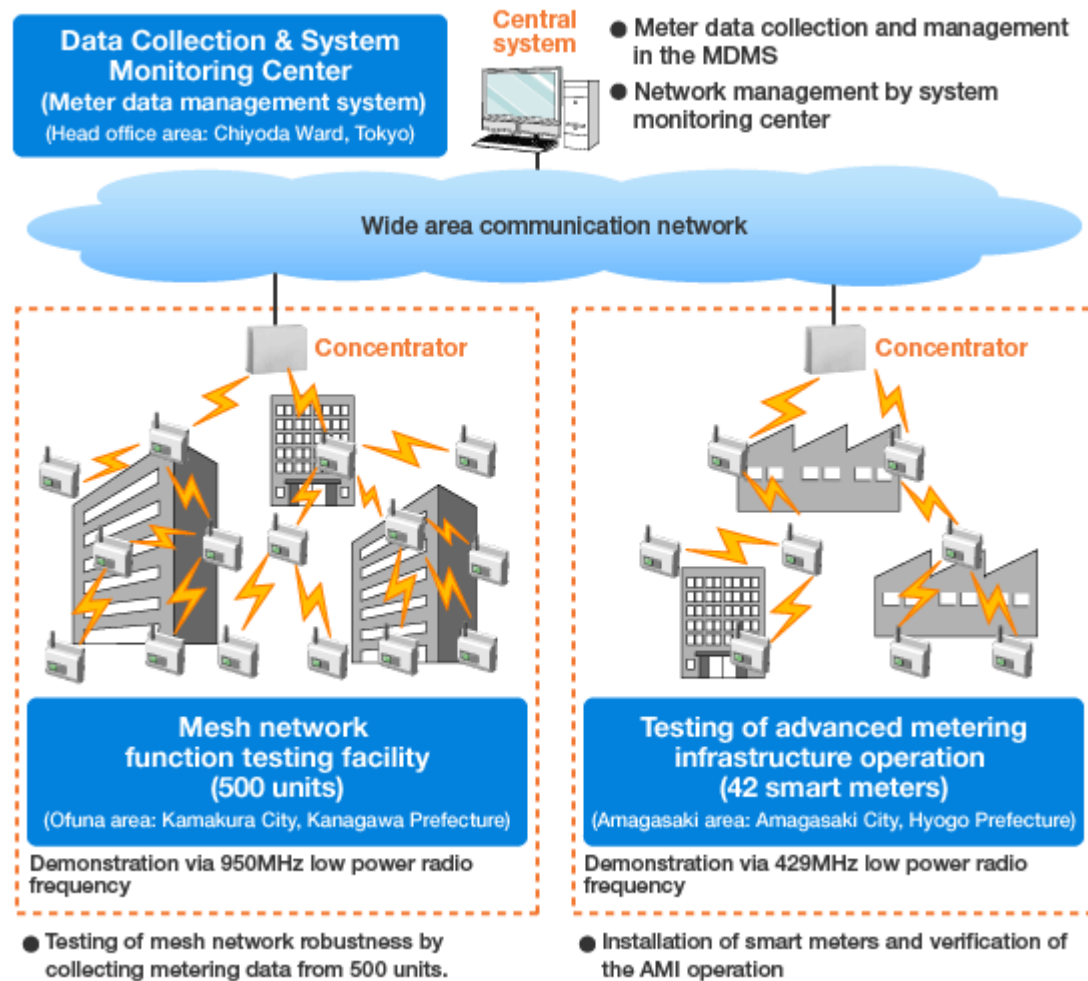 Data Collection & System
Monitoring Center
(Meter data management system)
(Head office area: Chiyoda Ward, Tokyo)
Central
system
● Meter data collection and management
in the MDMS
● Network management by system
monitoring center
Wide area communication network
Concentrator
Mesh network
function testing facility
(500 units)
(Ofuna area: Kamakura City, Kanagawa Prefecture)
Demonstration via 950MHz low power radio
frequency
● Testing of mesh network robustness by
collecting metering data from 500 units.
Concentrator
Testing of advanced metering
infrastructure operation
(42 smart meters)
(Amagasaki area: Amagasaki City, Hyogo Prefecture)
Demonstration via 429MHz low power radio
frequency
● Installation of smart meters and verification of
the AMI operation